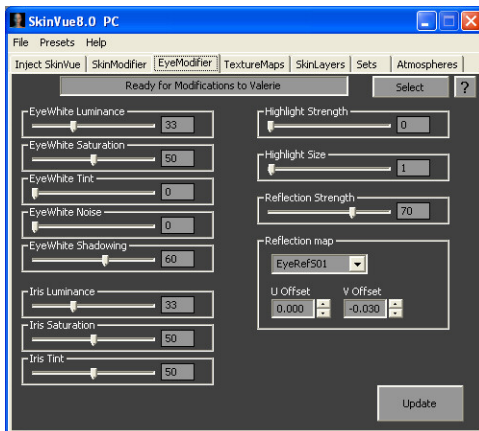 SkinVue8.0 PC
File Presets Help
Inject SkinVue SkinModifier EyeModifier TextureMaps SkinLayers Sets Atmospheres
Ready for Modifications to Valerie Select ?
EyeWhite Luminance
33
EyeWhite Saturation
50
EyeWhite Tint
0
EyeWhite Noise
0
EyeWhite Shadowing
60
Iris Luminance
33
Iris Saturation
50
Iris Tint
50
Highlight Strength
0
Highlight Size
1
Reflection Strength
70
Reflection map
EyeRefS01
U Offset V Offset
0.000 -0.030
Update